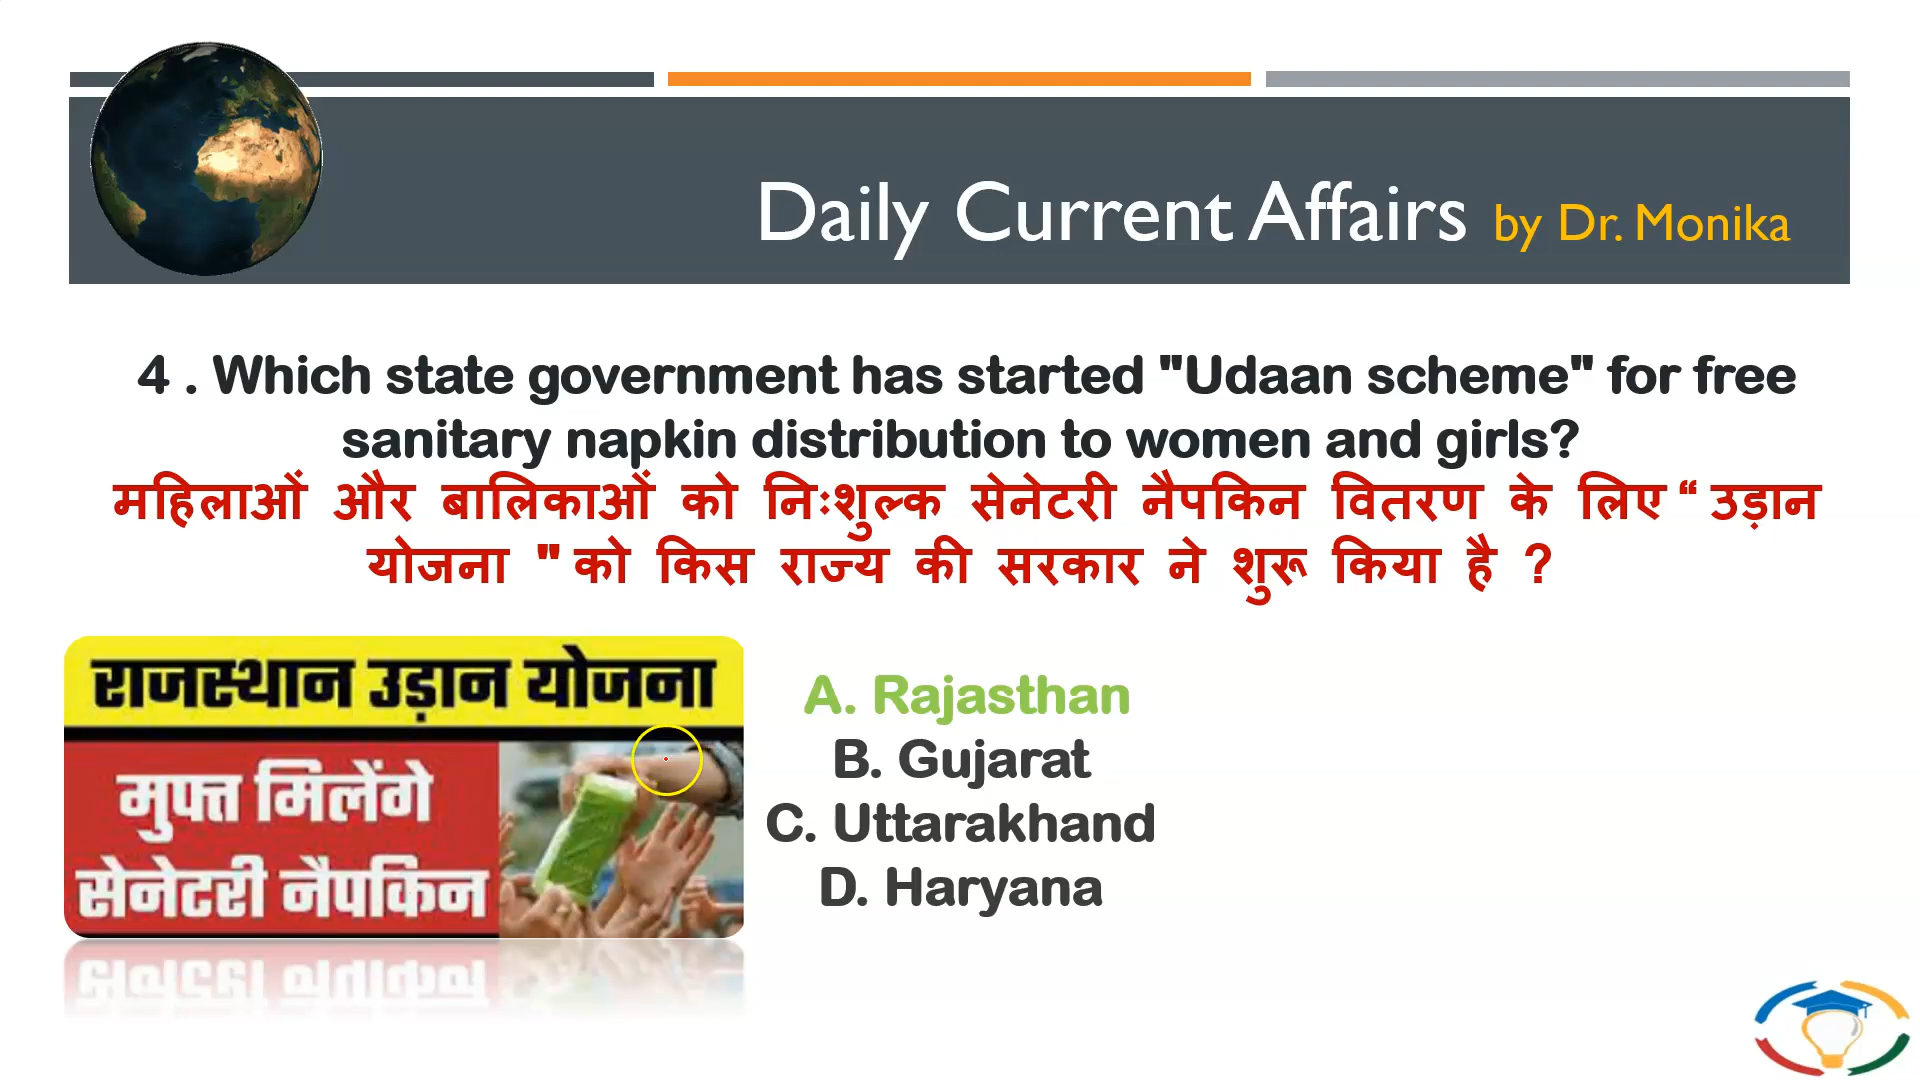 Daily Current Affairs by Dr. Monika
4 . Which state government has started "Udaan scheme" for free
sanitary napkin distribution to women and girls?
महिलाओं और बालिकाओं को निःशुल्क सेनेटरी नैपकिन वितरण के लिए “ उड़ान
योजना " को किस राज्य की सरकार ने शुरू किया है ?
राजस्थान उड़ान योजना
मुफ्त मिलेंगे
सेनेटरी नैपकिन
A. Rajasthan
B. Gujarat
C. Uttarakhand
D. Haryana